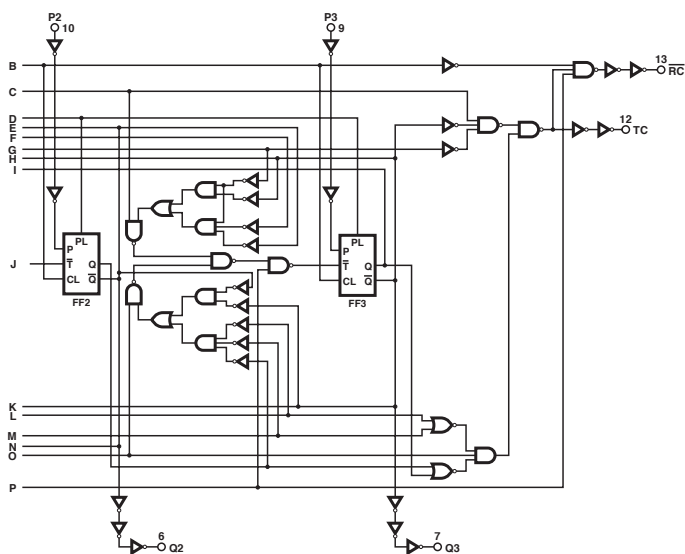 P2
10
P3
9
B
13
RC
C
12
TC
D
E
F
G
H
I
PL
P
T Q
CL Q
FF2
J
PL
P
T Q
CL Q
FF3
K
L
M
N
O
P
6
Q2
7
Q3